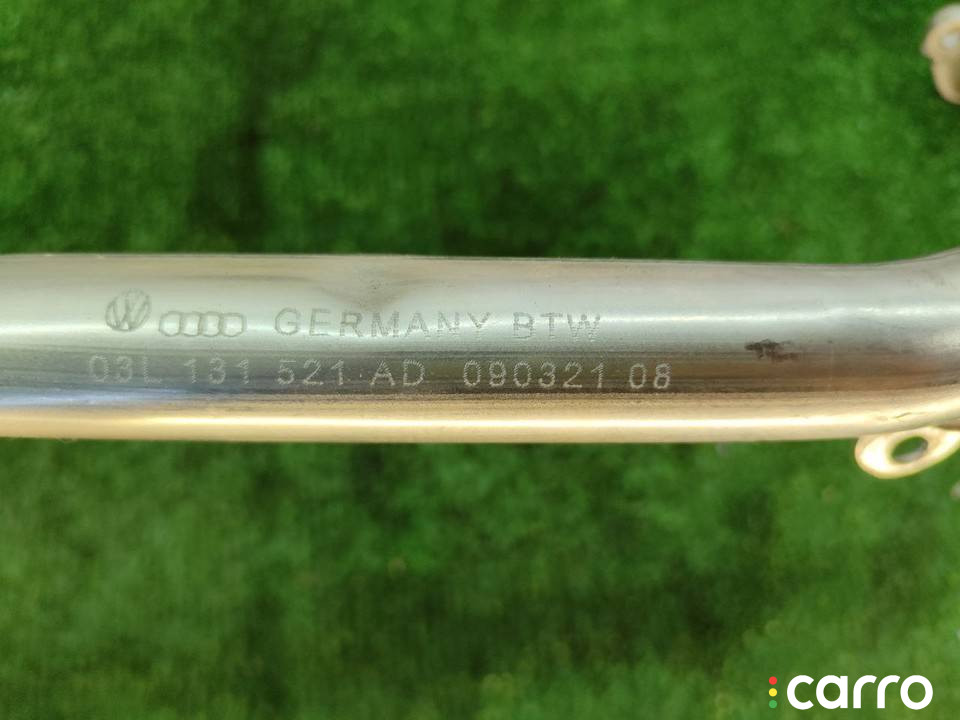 GERMANY BTW
03L 131 521 AD 090321 08
carro